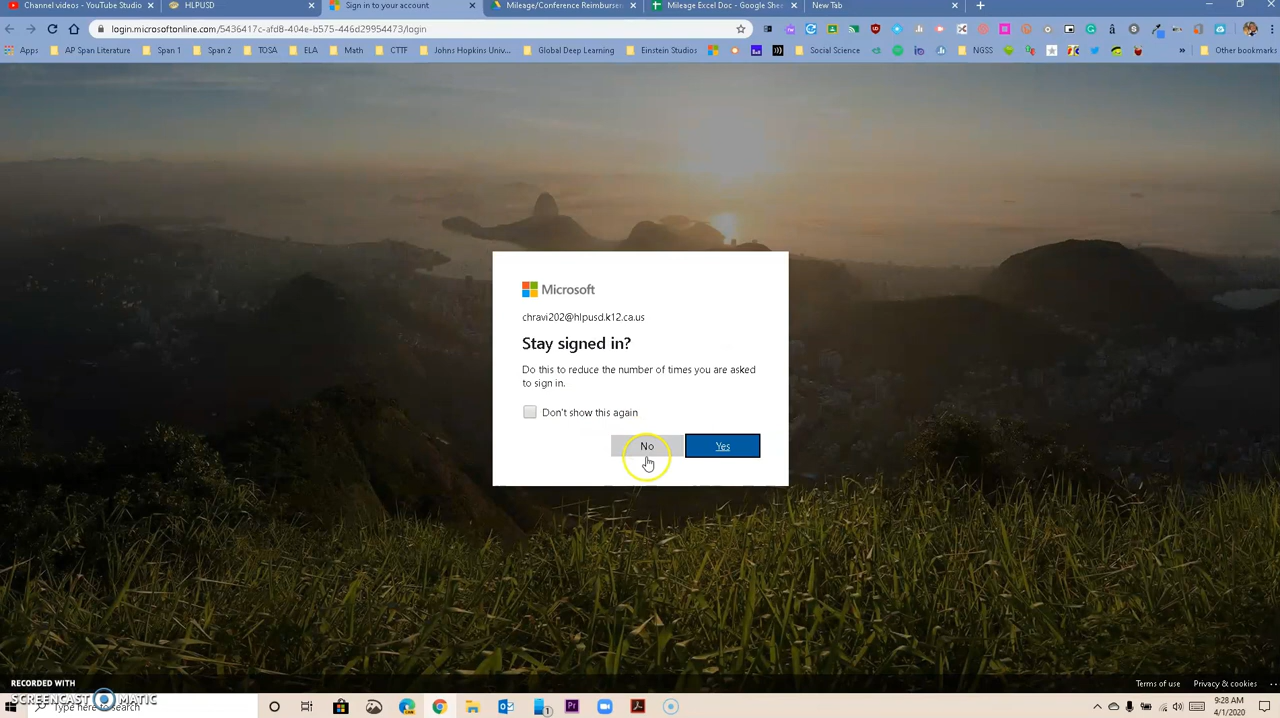 Channel videos - YouTube Studio
HLPUSD
Sign in to your account
Mileage/Conference Reimburser
Mileage Excel Doc - Google Shee
New Tab
login.microsoftonline.com/5436417c-afd8-404e-b575-446d29954473/login
Apps
AP Span Literature
Span 1
Span 2
TOSA
ELA
Math
CTTF
Johns Hopkins Univ...
Global Deep Learning
Einstein Studios
Social Science
NGSS
Other bookmarks
Microsoft
chravi202@hlpusd.k12.ca.us
Stay signed in?
Do this to reduce the number of times you are asked
to sign in.
Don't show this again
No
Yes
RECORDED WITH
SCREENCAST MATIC
Terms of use
Privacy & cookies
...
Type here to search
9:28 AM
4/1/2020